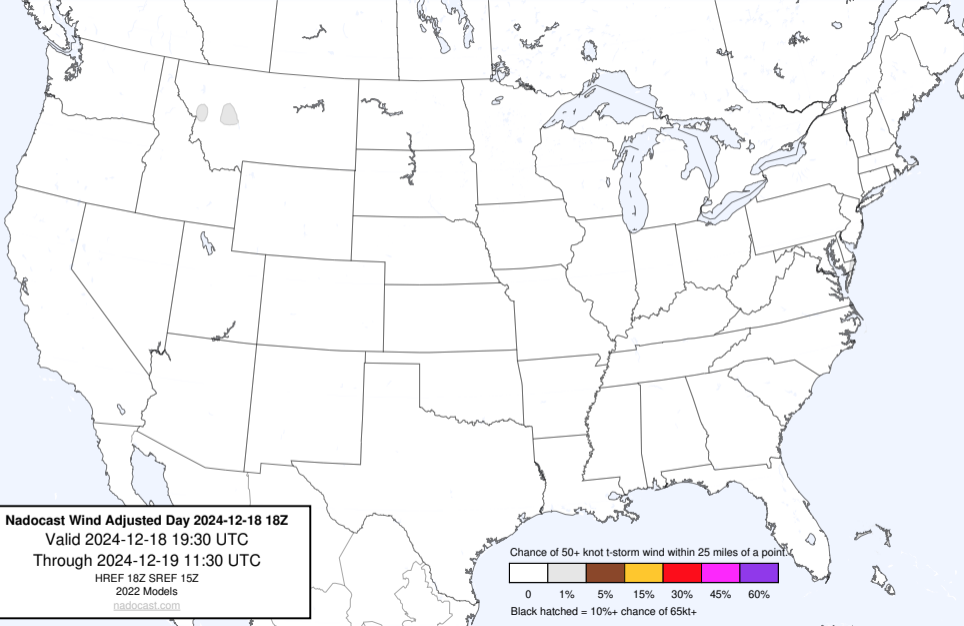 Nadocast Wind Adjusted Day 2024-12-18 18Z
Valid 2024-12-18 19:30 UTC
Through 2024-12-19 11:30 UTC
HREF 18Z SREF 15Z
2022 Models
nadocast.com
Chance of 50+ knot t-storm wind within 25 miles of a point.
0 1% 5% 15% 30% 45% 60%
Black hatched = 10%+ chance of 65kt+